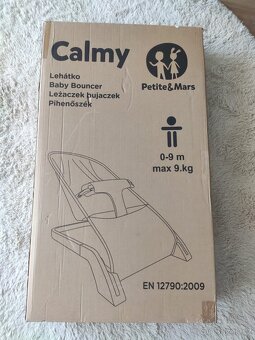 Calmy
Lehátko
Baby Bouncer
Leżaczek bujaczek
Pihenőszék
Petite&Mars
0-9 m
max 9.kg
EN 12790:2009